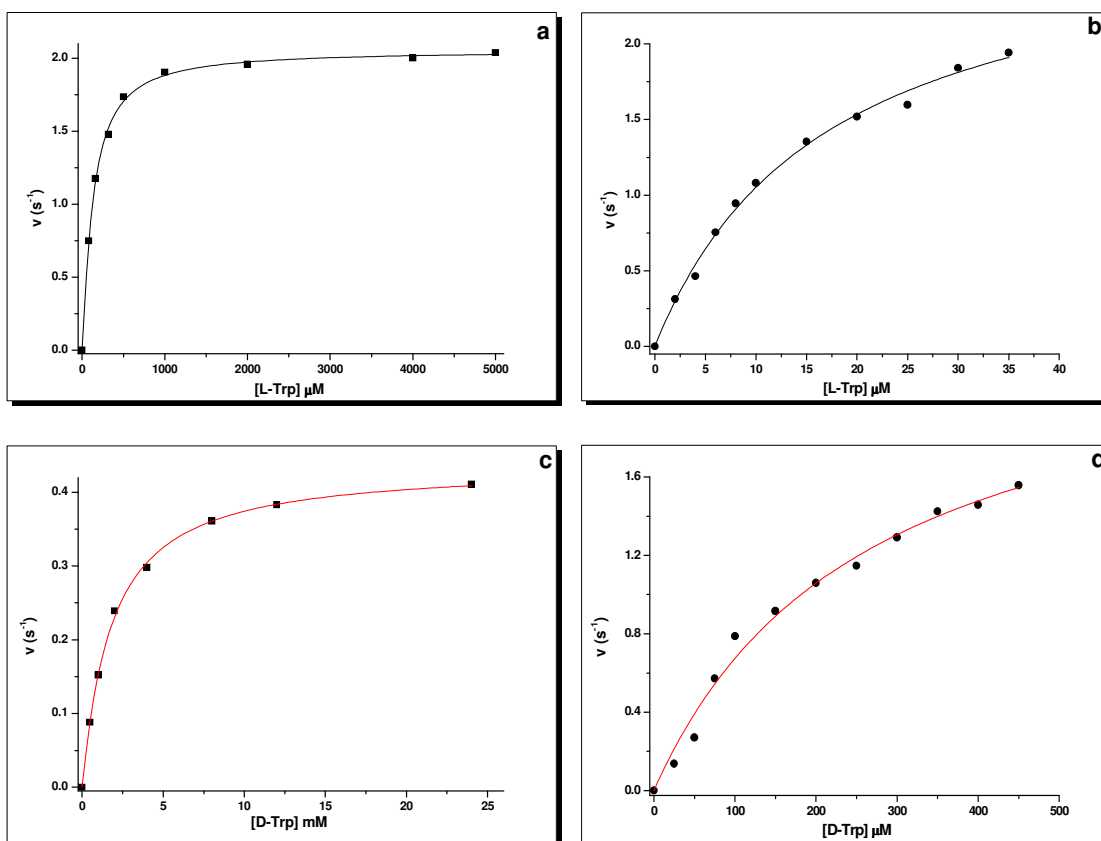 a
2.0
1.5
1.0
0.5
0.0
v (s⁻¹)
0 1000 2000 3000 4000 5000
[L-Trp] µM
b
2.0
1.5
1.0
0.5
0.0
v (s⁻¹)
0 5 10 15 20 25 30 35 40
[L-Trp] µM
c
0.4
0.3
0.2
0.1
0.0
v (s⁻¹)
0 5 10 15 20 25
[D-Trp] mM
d
1.6
1.2
0.8
0.4
0.0
v (s⁻¹)
0 100 200 300 400 500
[D-Trp] µM